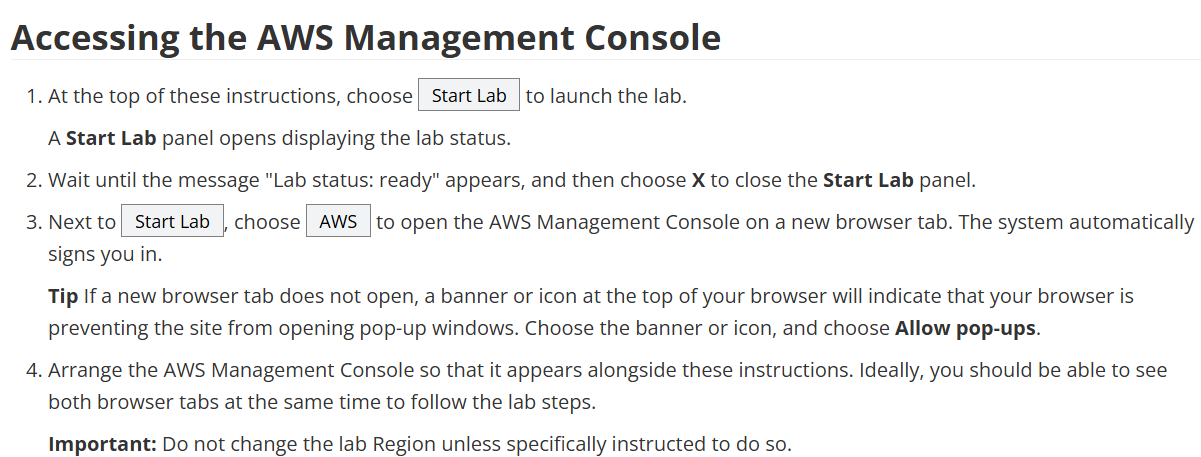 Accessing the AWS Management Console
1. At the top of these instructions, choose Start Lab to launch the lab.
A Start Lab panel opens displaying the lab status.
2. Wait until the message "Lab status: ready" appears, and then choose X to close the Start Lab panel.
3. Next to Start Lab , choose AWS to open the AWS Management Console on a new browser tab. The system automatically
signs you in.
Tip If a new browser tab does not open, a banner or icon at the top of your browser will indicate that your browser is
preventing the site from opening pop-up windows. Choose the banner or icon, and choose Allow pop-ups.
4. Arrange the AWS Management Console so that it appears alongside these instructions. Ideally, you should be able to see
both browser tabs at the same time to follow the lab steps.
Important: Do not change the lab Region unless specifically instructed to do so.